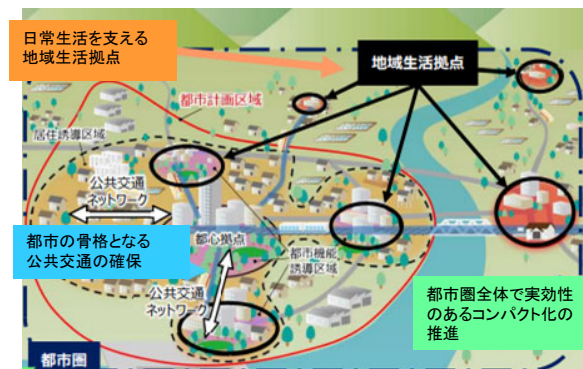 日常生活を支える
地域生活拠点
地域生活拠点
都市計画区域
居住誘導区域
公共交通
ネットワーク
都市の骨格となる
公共交通の確保
都心拠点
都市機能
誘導区域
公共交通
ネットワーク
都市圏全体で実効性
のあるコンパクト化の
推進
都市圏